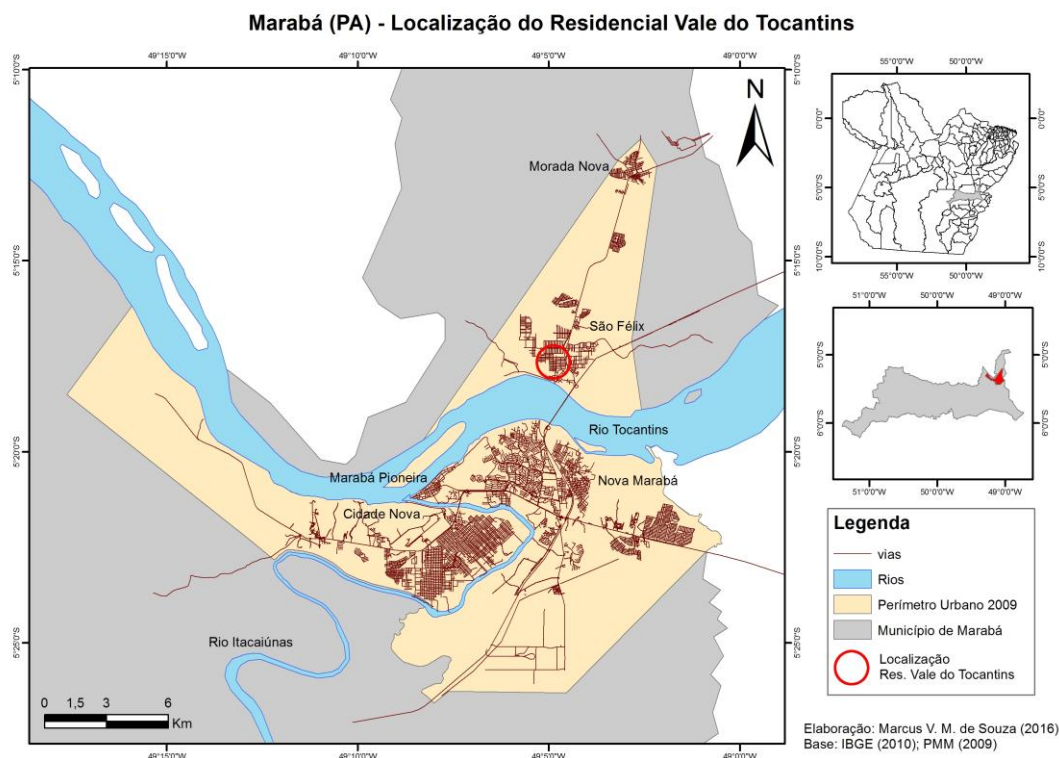 Marabá (PA) - Localização do Residencial Vale do Tocantins
49°15'0"W
49°10'0"W
49°5'0"W
49°0'0"W
5°10'0"S
5°15'0"S
5°20'0"S
5°25'0"S
5°10'0"S
5°15'0"S
5°20'0"S
5°25'0"S
N
Morada Nova
São Félix
Rio Tocantins
Marabá Pioneira
Nova Marabá
Cidade Nova
Rio Itacaiúnas
0 1,5 3 6
Km
49°15'0"W
49°10'0"W
49°5'0"W
49°0'0"W
55°0'0"W
50°0'0"W
0°0'0"
5°0'0"S
10°0'0"S
0°0'0"
5°0'0"S
10°0'0"S
55°0'0"W
50°0'0"W
51°0'0"W
50°0'0"W
49°0'0"W
5°0'0"S
6°0'0"S
5°0'0"S
6°0'0"S
51°0'0"W
50°0'0"W
49°0'0"W
Legenda
vias
Rios
Perímetro Urbano 2009
Município de Marabá
Localização
Res. Vale do Tocantins
Elaboração: Marcus V. M. de Souza (2016)
Base: IBGE (2010); PMM (2009)